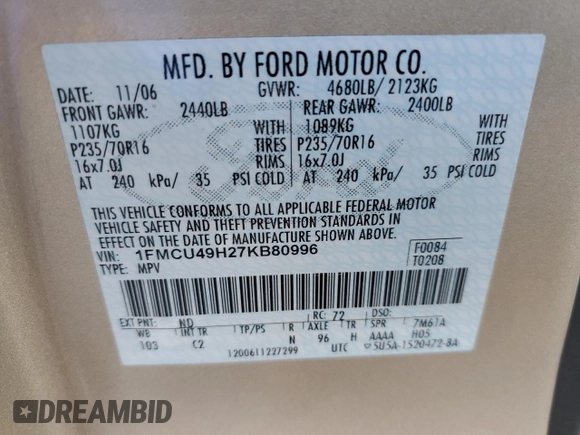 MFD. BY FORD MOTOR CO.
DATE: 11/06 GVWR: 4680LB/ 2123KG
FRONT GAWR: 2440LB REAR GAWR: 2400LB
1107KG WITH 1089KG WITH
P235/70R16 TIRES P235/70R16 TIRES
16x7.0J RIMS 16x7.0J RIMS
AT 240 kPa/ 35 PSI COLD AT 240 kPa/ 35 PSI COLD
THIS VEHICLE CONFORMS TO ALL APPLICABLE FEDERAL MOTOR
VEHICLE SAFETY AND THEFT PREVENTION STANDARDS IN
EFFECT ON THE DATE OF MANUFACTURE SHOWN ABOVE.
VIN: 1FMCU49H27KB80996 F0084
TYPE: MPV T0208
EXT PNT: ND RC: 72 DSO:
WB INT TR TP/PS R AXLE TR SPR 7M61A
103 C2 N 96 H AAAA H05
1200611227299 UTC 5U5A-1520472-BA
Ford
DREAMBID